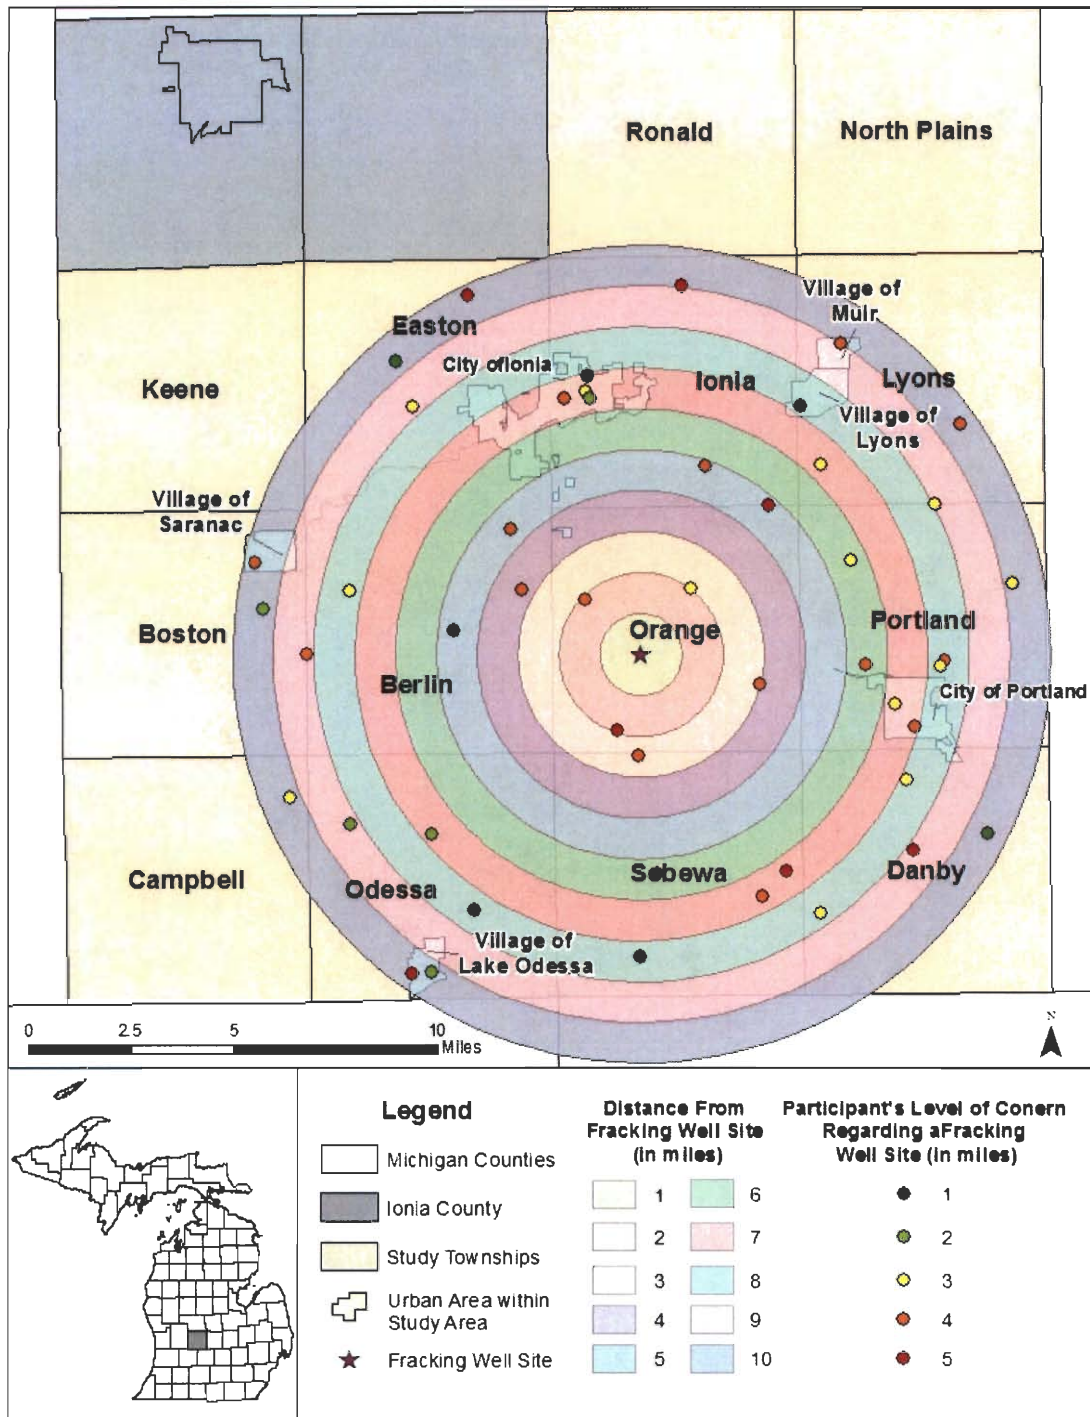 Ronald
North Plains
Village of
Muir
Easton
City ofIonia
Keene
Ionia
Lyons
Village of
Lyons
Village of
Saranac
Boston
Orange
Portland
Berlin
City of Portland
Campbell
Odessa
Sebewa
Danby
Village of
Lake Odessa
0 2.5 5 10
Miles
N
Legend
Michigan Counties
Ionia County
Study Townships
Urban Area within
Study Area
Fracking Well Site
Distance From
Fracking Well Site
(in miles)
1 6
2 7
3 8
4 9
5 10
Participant's Level of Conern
Regarding aFracking
Well Site (in miles)
1
2
3
4
5